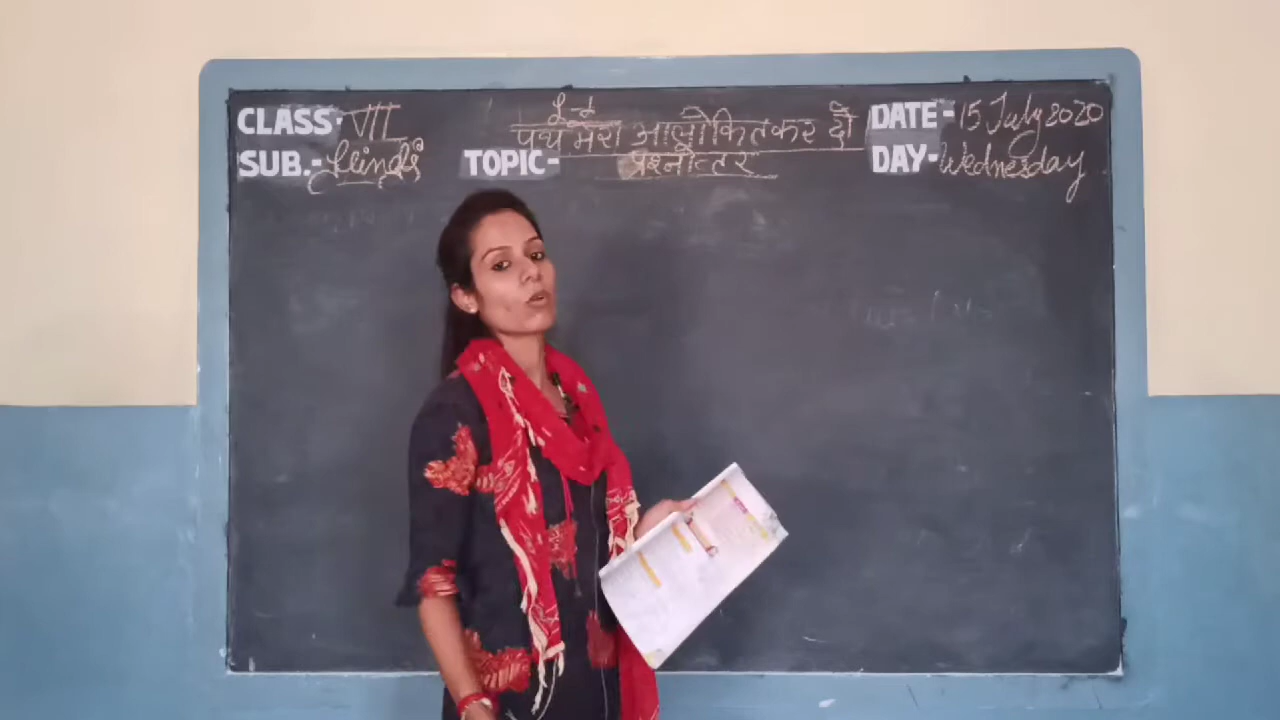 CLASS- VII
SUB.- Hindi
पथ मेरा आलोकित कर दो
TOPIC- प्रश्नोत्तर
DATE- 15 July 2020
DAY- Wednesday